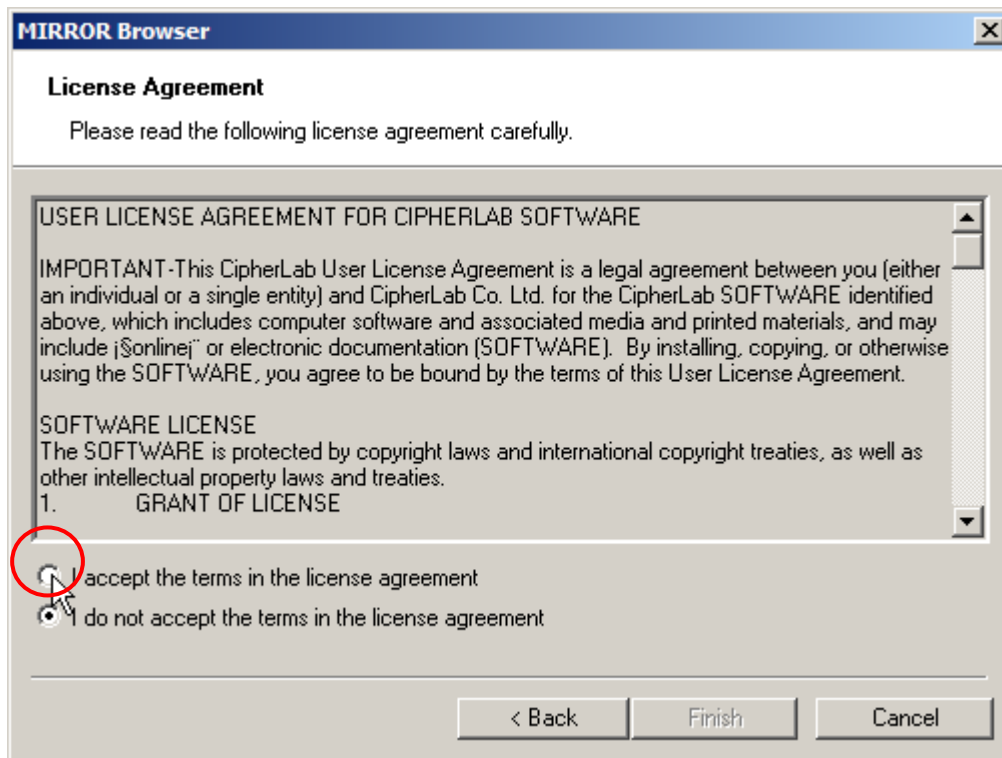 MIRROR Browser
License Agreement
Please read the following license agreement carefully.
USER LICENSE AGREEMENT FOR CIPHERLAB SOFTWARE
IMPORTANT-This CipherLab User License Agreement is a legal agreement between you (either
an individual or a single entity) and CipherLab Co. Ltd. for the CipherLab SOFTWARE identified
above, which includes computer software and associated media and printed materials, and may
include ¡§online¡¨ or electronic documentation (SOFTWARE).  By installing, copying, or otherwise
using the SOFTWARE, you agree to be bound by the terms of this User License Agreement.
SOFTWARE LICENSE
The SOFTWARE is protected by copyright laws and international copyright treaties, as well as
other intellectual property laws and treaties.
1. GRANT OF LICENSE
I accept the terms in the license agreement
I do not accept the terms in the license agreement
< Back Finish Cancel